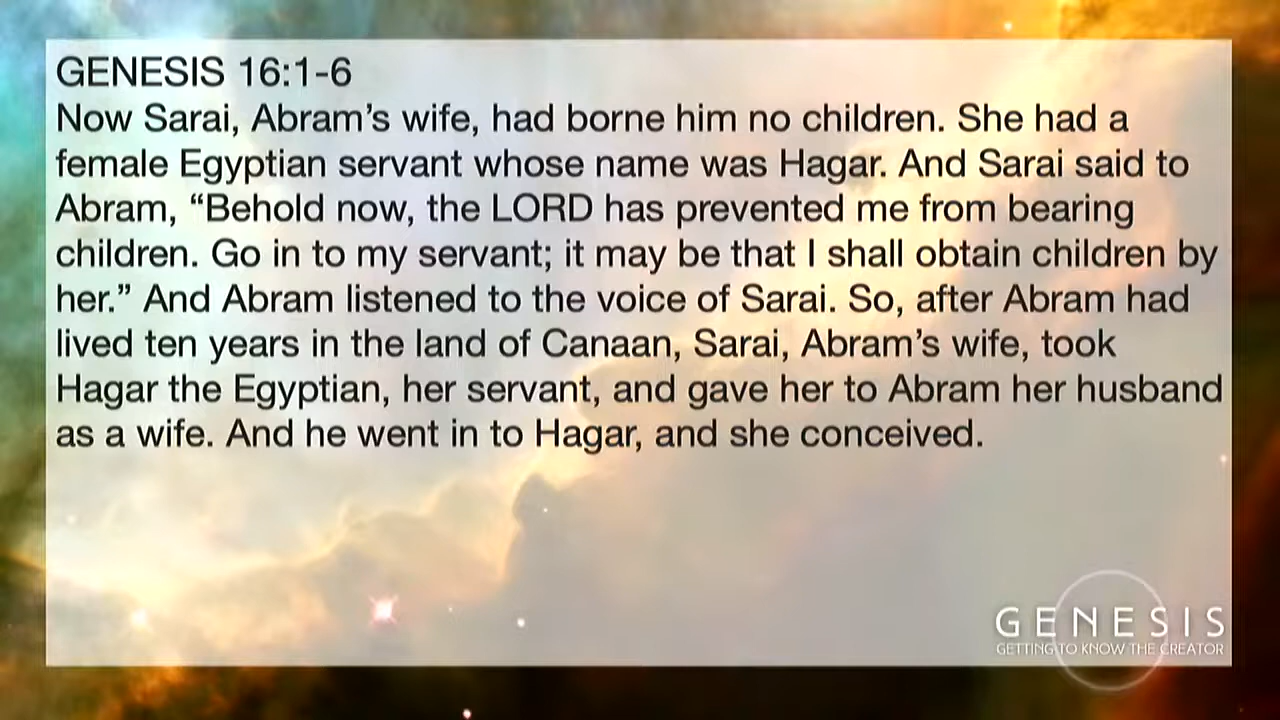 GENESIS 16:1-6
Now Sarai, Abram’s wife, had borne him no children. She had a
female Egyptian servant whose name was Hagar. And Sarai said to
Abram, “Behold now, the LORD has prevented me from bearing
children. Go in to my servant; it may be that I shall obtain children by
her.” And Abram listened to the voice of Sarai. So, after Abram had
lived ten years in the land of Canaan, Sarai, Abram’s wife, took
Hagar the Egyptian, her servant, and gave her to Abram her husband
as a wife. And he went in to Hagar, and she conceived.
GENESIS
GETTING TO KNOW THE CREATOR